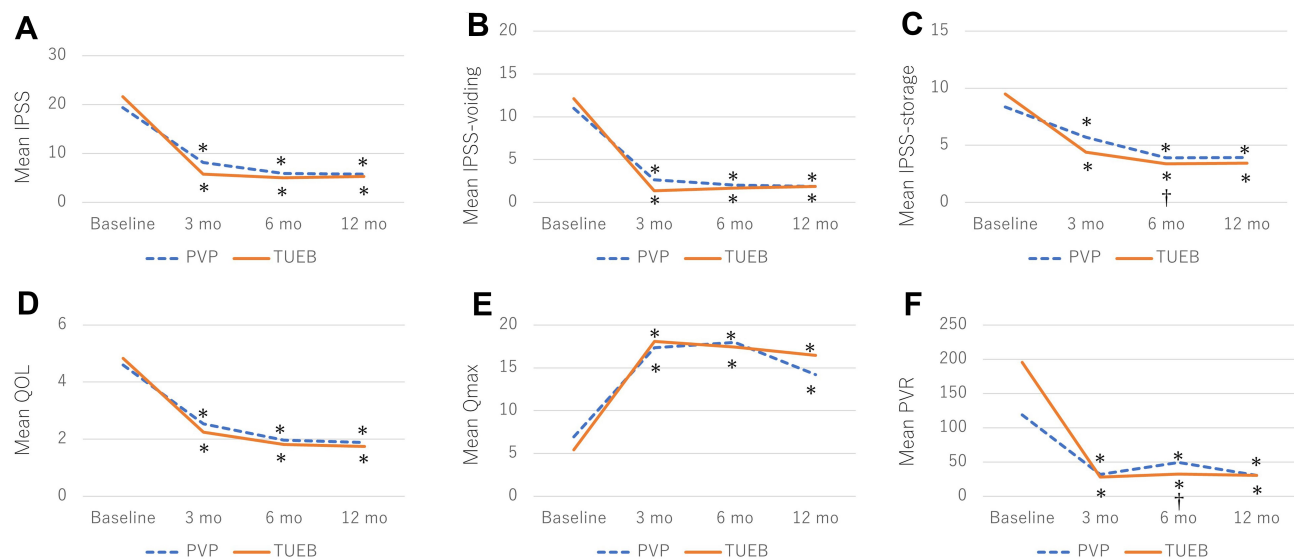 A
Mean IPSS
30
20
10
0
* * *
* * *
Baseline 3 mo 6 mo 12 mo
PVP TUEB
B
Mean IPSS-voiding
20
15
10
5
0
* * *
* * *
Baseline 3 mo 6 mo 12 mo
PVP TUEB
C
Mean IPSS-storage
15
10
5
0
* * *
* * *
†
Baseline 3 mo 6 mo 12 mo
PVP TUEB
D
Mean QOL
6
4
2
0
* * *
* * *
Baseline 3 mo 6 mo 12 mo
PVP TUEB
E
Mean Qmax
20
15
10
5
0
* * *
* * *
Baseline 3 mo 6 mo 12 mo
PVP TUEB
F
Mean PVR
250
200
150
100
50
0
* * *
* * *
†
Baseline 3 mo 6 mo 12 mo
PVP TUEB